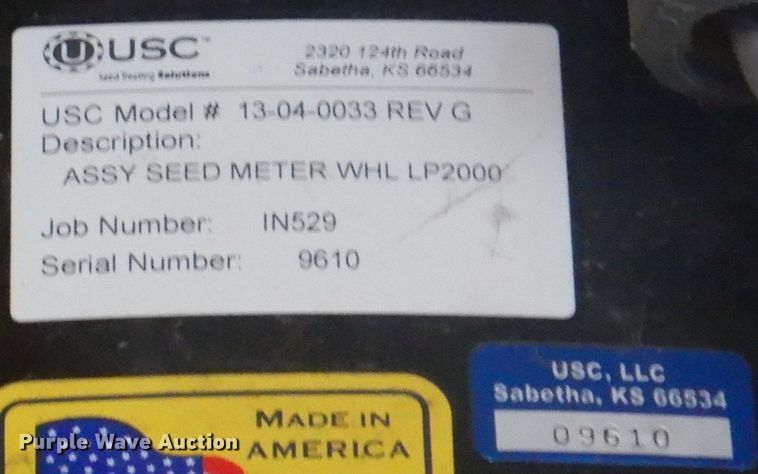 USC™
Seed Treating Solutions
2320 124th Road
Sabetha, KS 66534
USC Model # 13-04-0033 REV G
Description:
ASSY SEED METER WHL LP2000
Job Number: IN529
Serial Number: 9610
USC, LLC
Sabetha, KS 66534
09610
MADE IN
AMERICA
Purple Wave Auction